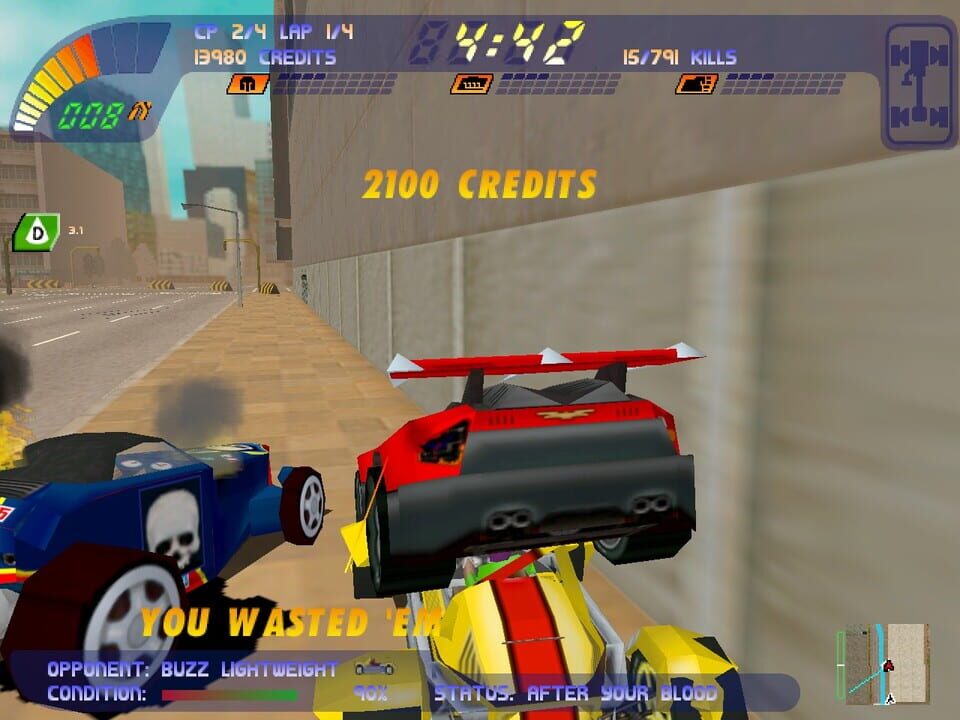 CP 2/4 LAP 1/4
13980 CREDITS
4:42
15/791 KILLS
008
2100 CREDITS
D 3.1
YOU WASTED 'EM
OPPONENT: BUZZ LIGHTWEIGHT
CONDITION: 90% STATUS: AFTER YOUR BLOOD